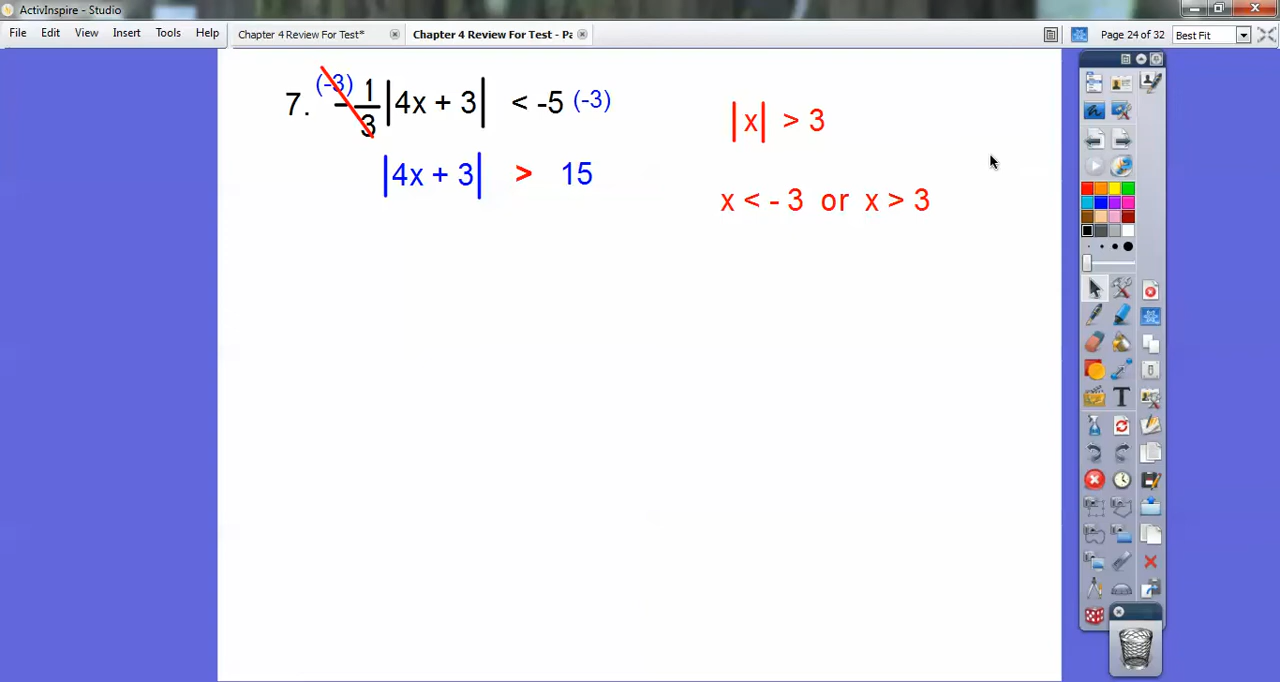 ActivInspire - Studio
File Edit View Insert Tools Help
Chapter 4 Review For Test*
Chapter 4 Review For Test - Pa
Page 24 of 32
Best Fit
7. (-3) - 1/3 |4x + 3| < -5 (-3)
|4x + 3| > 15
|x| > 3
x < - 3 or x > 3
T